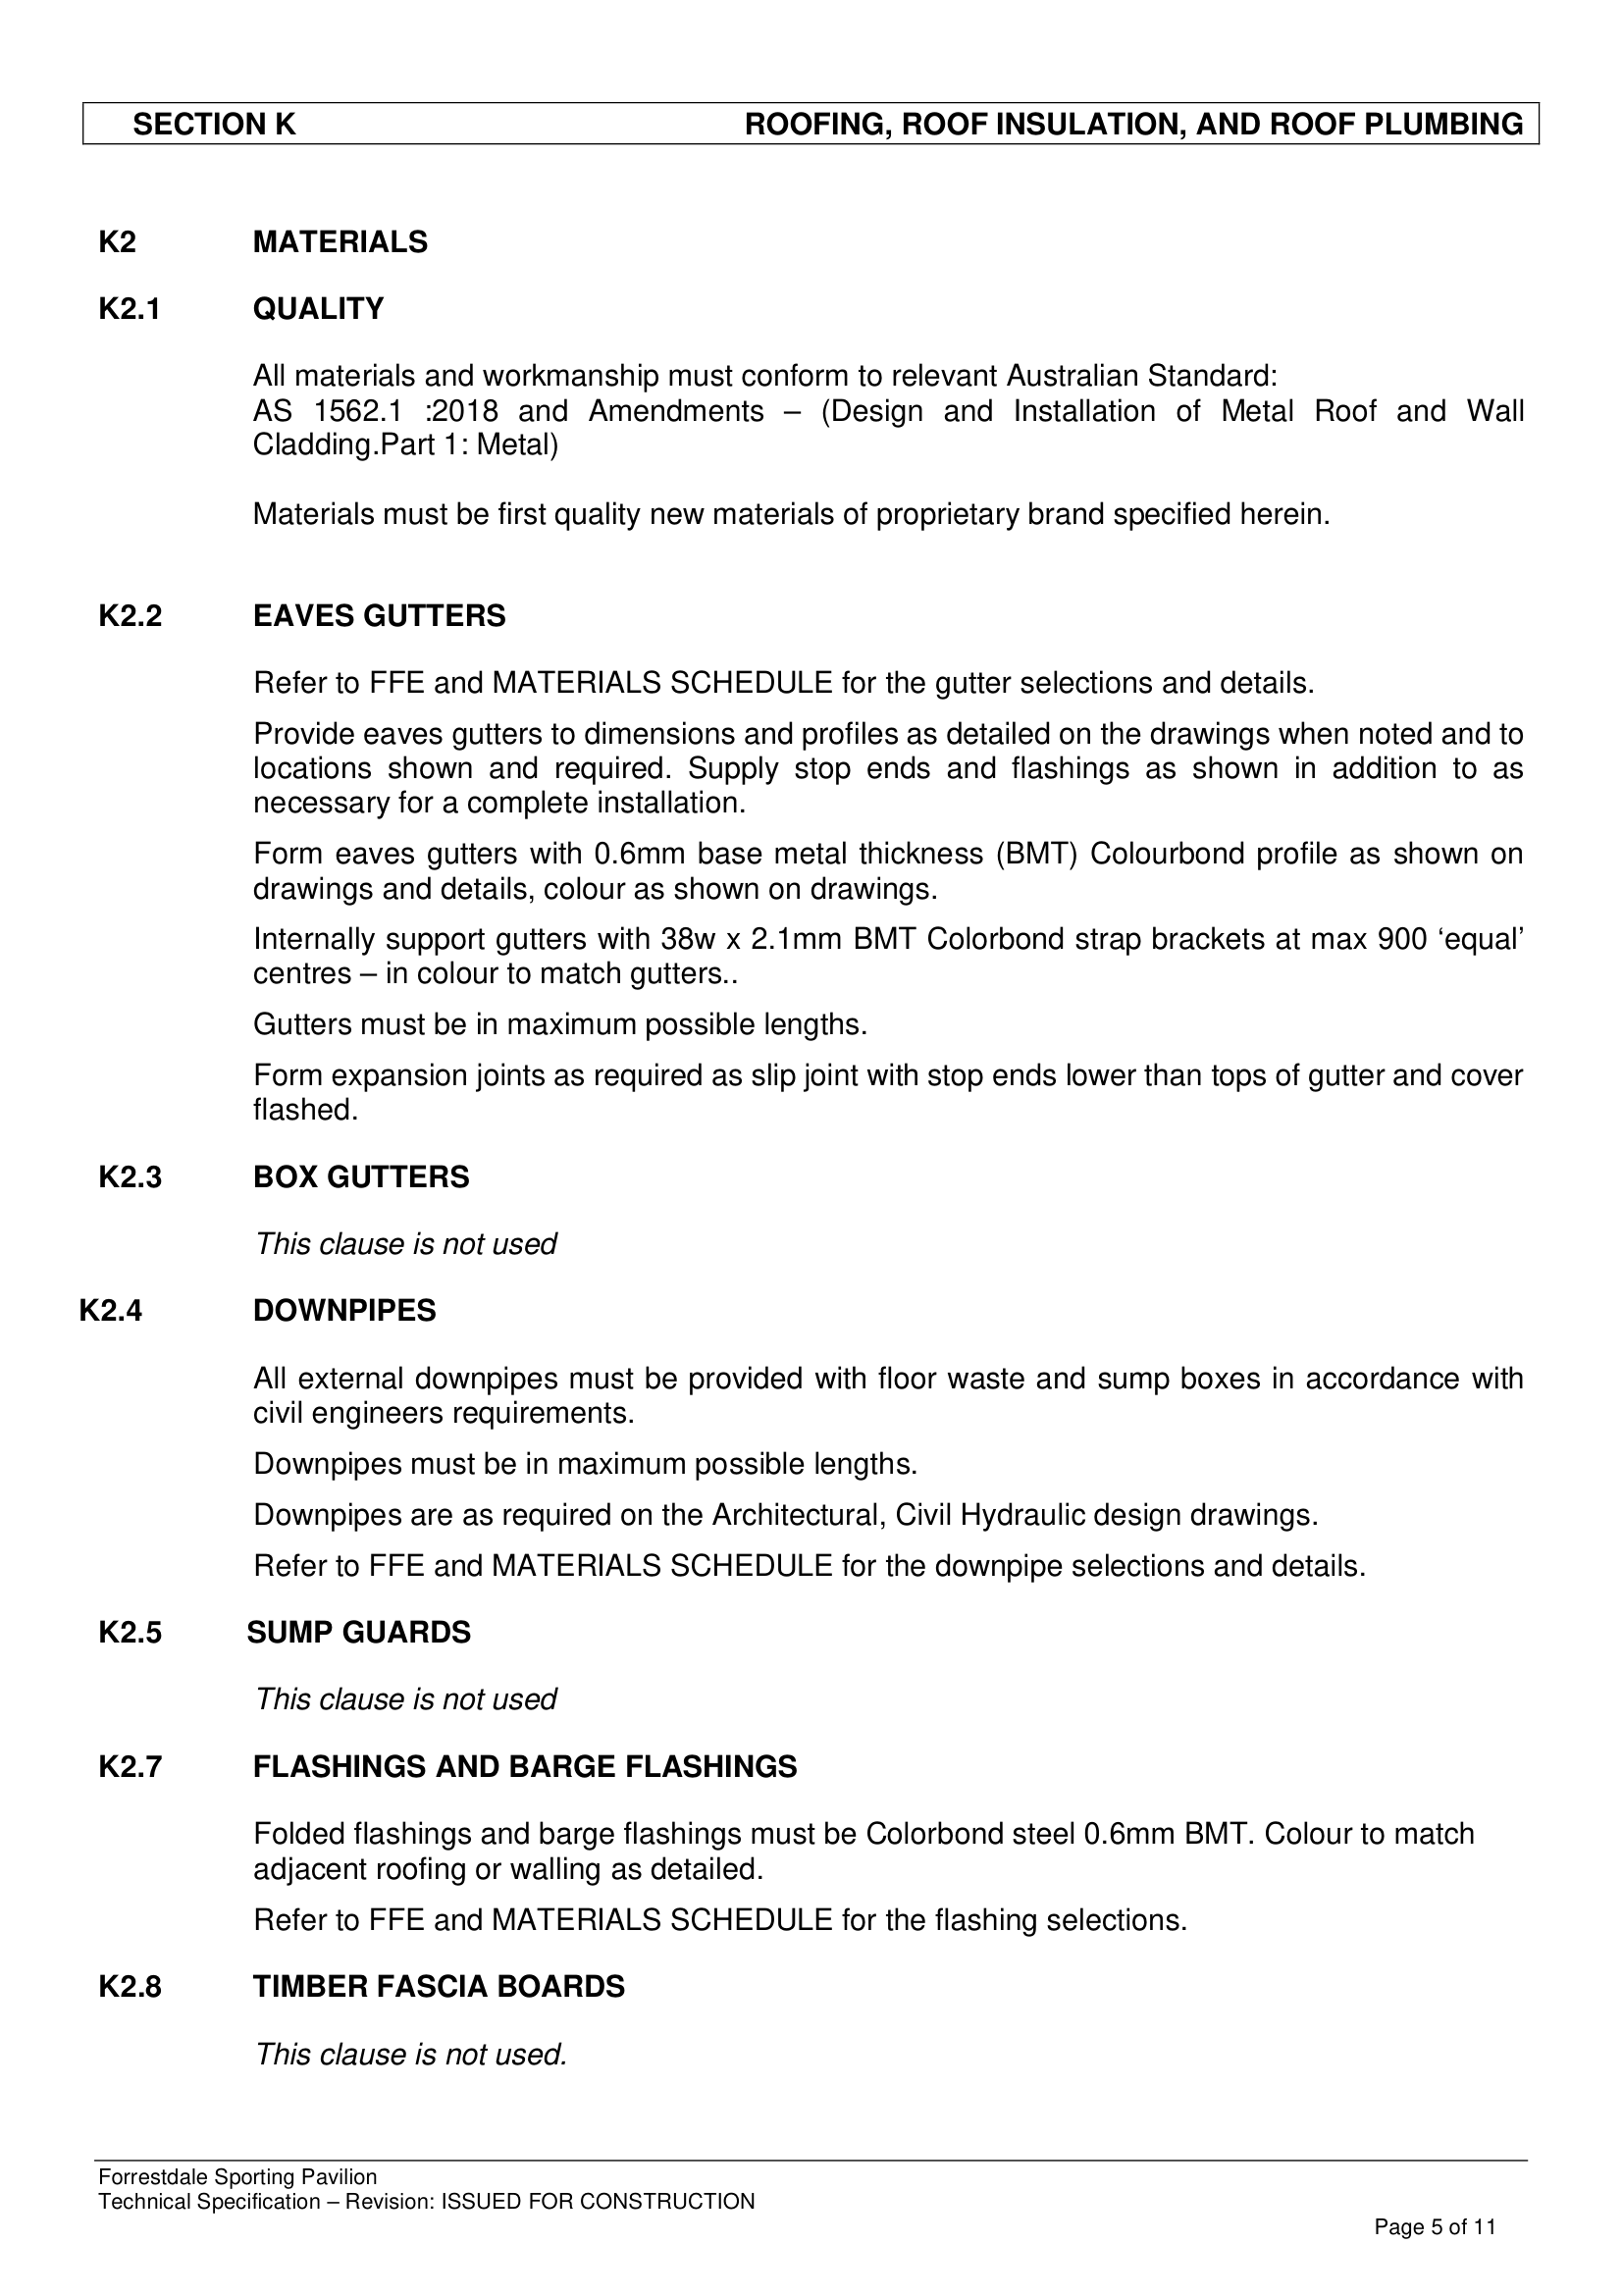 SECTION K ROOFING, ROOF INSULATION, AND ROOF PLUMBING
K2 MATERIALS
K2.1 QUALITY
All materials and workmanship must conform to relevant Australian Standard:
AS 1562.1 :2018 and Amendments – (Design and Installation of Metal Roof and Wall
Cladding.Part 1: Metal)
Materials must be first quality new materials of proprietary brand specified herein.
K2.2 EAVES GUTTERS
Refer to FFE and MATERIALS SCHEDULE for the gutter selections and details.
Provide eaves gutters to dimensions and profiles as detailed on the drawings when noted and to
locations shown and required. Supply stop ends and flashings as shown in addition to as
necessary for a complete installation.
Form eaves gutters with 0.6mm base metal thickness (BMT) Colourbond profile as shown on
drawings and details, colour as shown on drawings.
Internally support gutters with 38w x 2.1mm BMT Colorbond strap brackets at max 900 ‘equal’
centres – in colour to match gutters..
Gutters must be in maximum possible lengths.
Form expansion joints as required as slip joint with stop ends lower than tops of gutter and cover
flashed.
K2.3 BOX GUTTERS
This clause is not used
K2.4 DOWNPIPES
All external downpipes must be provided with floor waste and sump boxes in accordance with
civil engineers requirements.
Downpipes must be in maximum possible lengths.
Downpipes are as required on the Architectural, Civil Hydraulic design drawings.
Refer to FFE and MATERIALS SCHEDULE for the downpipe selections and details.
K2.5 SUMP GUARDS
This clause is not used
K2.7 FLASHINGS AND BARGE FLASHINGS
Folded flashings and barge flashings must be Colorbond steel 0.6mm BMT. Colour to match
adjacent roofing or walling as detailed.
Refer to FFE and MATERIALS SCHEDULE for the flashing selections.
K2.8 TIMBER FASCIA BOARDS
This clause is not used.
Forrestdale Sporting Pavilion
Technical Specification – Revision: ISSUED FOR CONSTRUCTION
Page 5 of 11